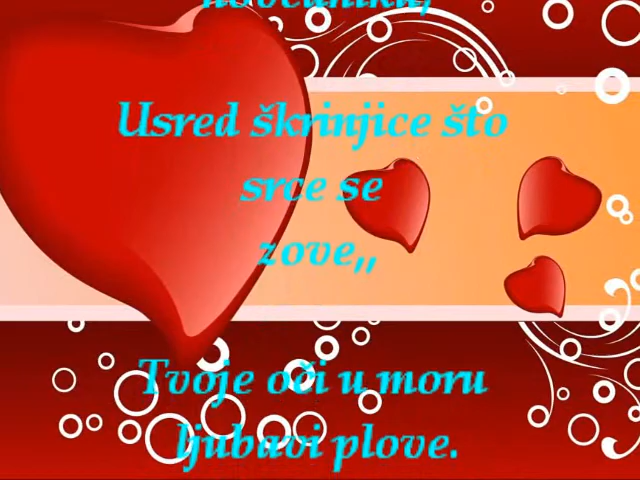 Usred škrinjice što
srce se
zove,,
Tvoje oči u moru
ljubavi plove.